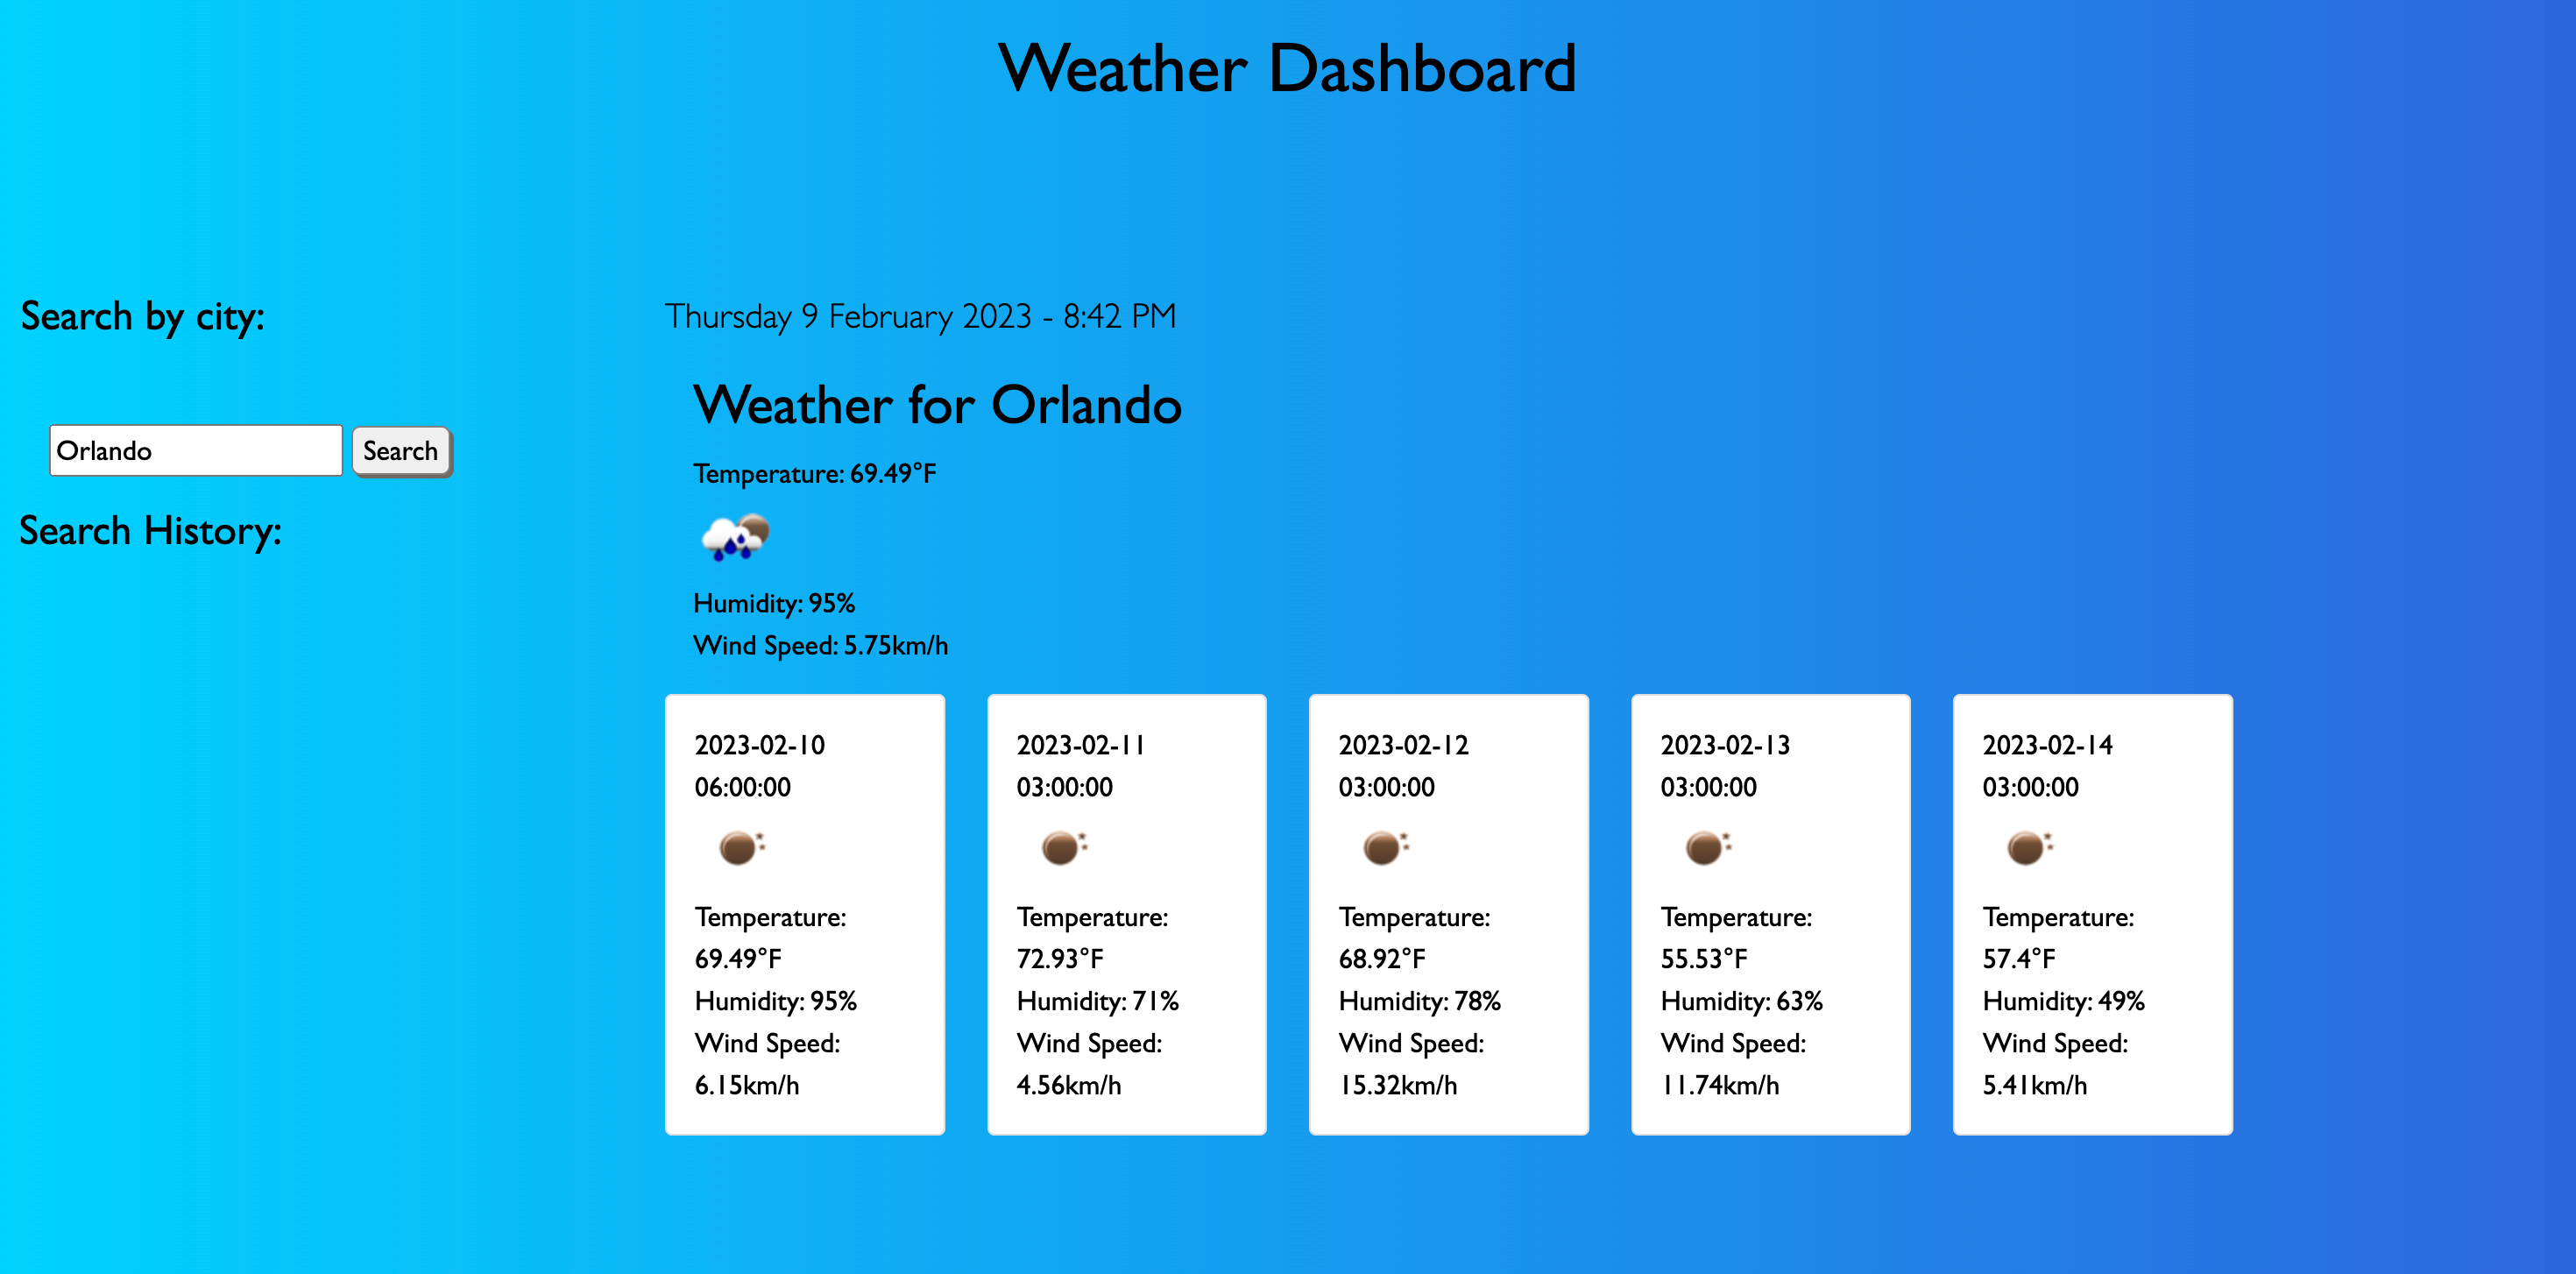 Weather Dashboard
Search by city:
Orlando
Search
Search History:
Thursday 9 February 2023 - 8:42 PM
Weather for Orlando
Temperature: 69.49°F
Humidity: 95%
Wind Speed: 5.75km/h
2023-02-10
06:00:00
Temperature:
69.49°F
Humidity: 95%
Wind Speed:
6.15km/h
2023-02-11
03:00:00
Temperature:
72.93°F
Humidity: 71%
Wind Speed:
4.56km/h
2023-02-12
03:00:00
Temperature:
68.92°F
Humidity: 78%
Wind Speed:
15.32km/h
2023-02-13
03:00:00
Temperature:
55.53°F
Humidity: 63%
Wind Speed:
11.74km/h
2023-02-14
03:00:00
Temperature:
57.4°F
Humidity: 49%
Wind Speed:
5.41km/h